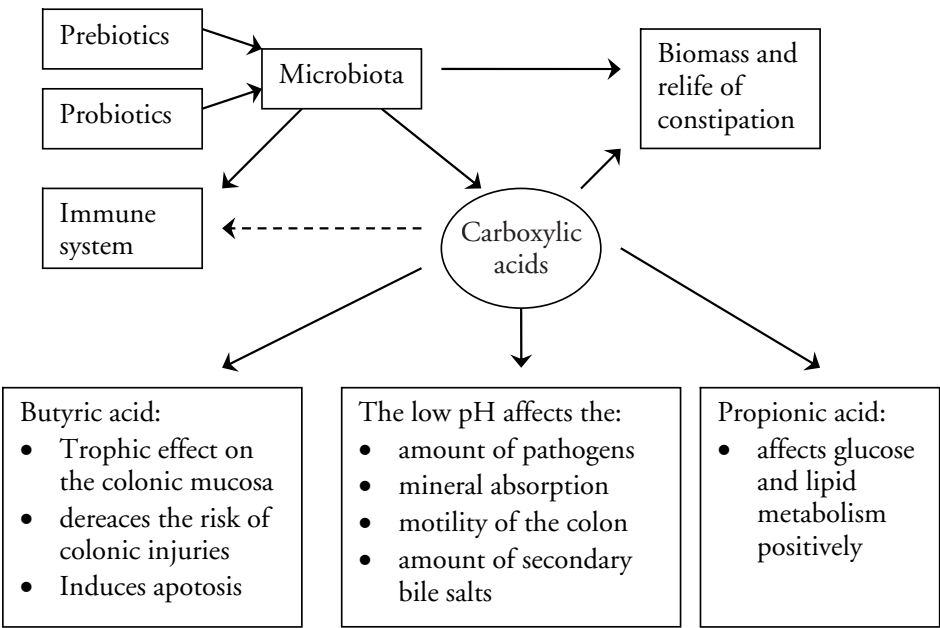 Prebiotics
Probiotics
Microbiota
Biomass and
relife of
constipation
Immune
system
Carboxylic
acids
Butyric acid:
• Trophic effect on
the colonic mucosa
• dereaces the risk of
colonic injuries
• Induces apotosis
The low pH affects the:
• amount of pathogens
• mineral absorption
• motility of the colon
• amount of secondary
bile salts
Propionic acid:
• affects glucose
and lipid
metabolism
positively